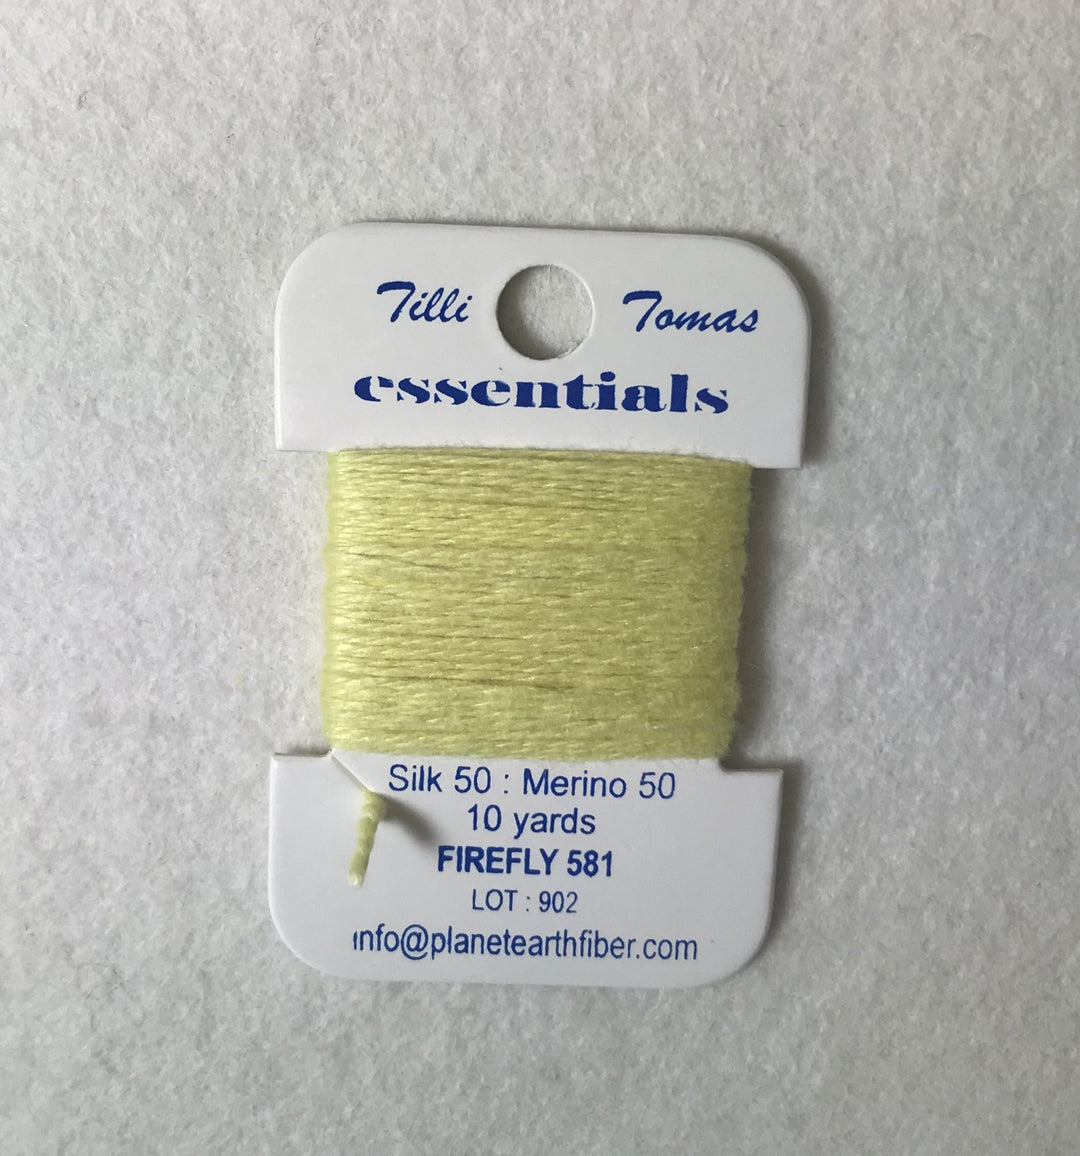 Tilli Tomas
essentials
Silk 50 : Merino 50
10 yards
FIREFLY 581
LOT : 902
info@planetearthfiber.com